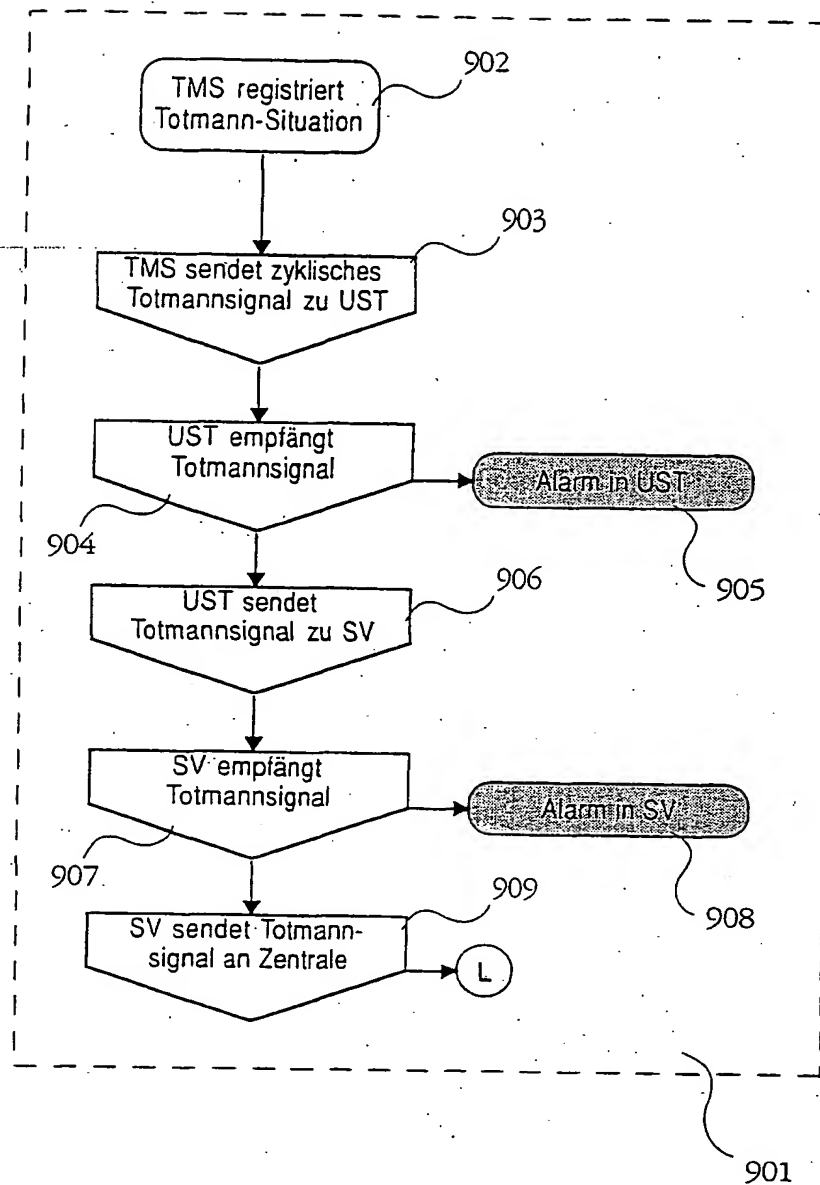 902
TMS registriert
Totmann-Situation
903
TMS sendet zyklisches
Totmannsignal zu UST
UST empfängt
Totmannsignal
Alarm in UST
904
905
906
UST sendet
Totmannsignal zu SV
SV empfängt
Totmannsignal
Alarm in SV
907
908
909
SV sendet Totmann-
signal an Zentrale
L
901